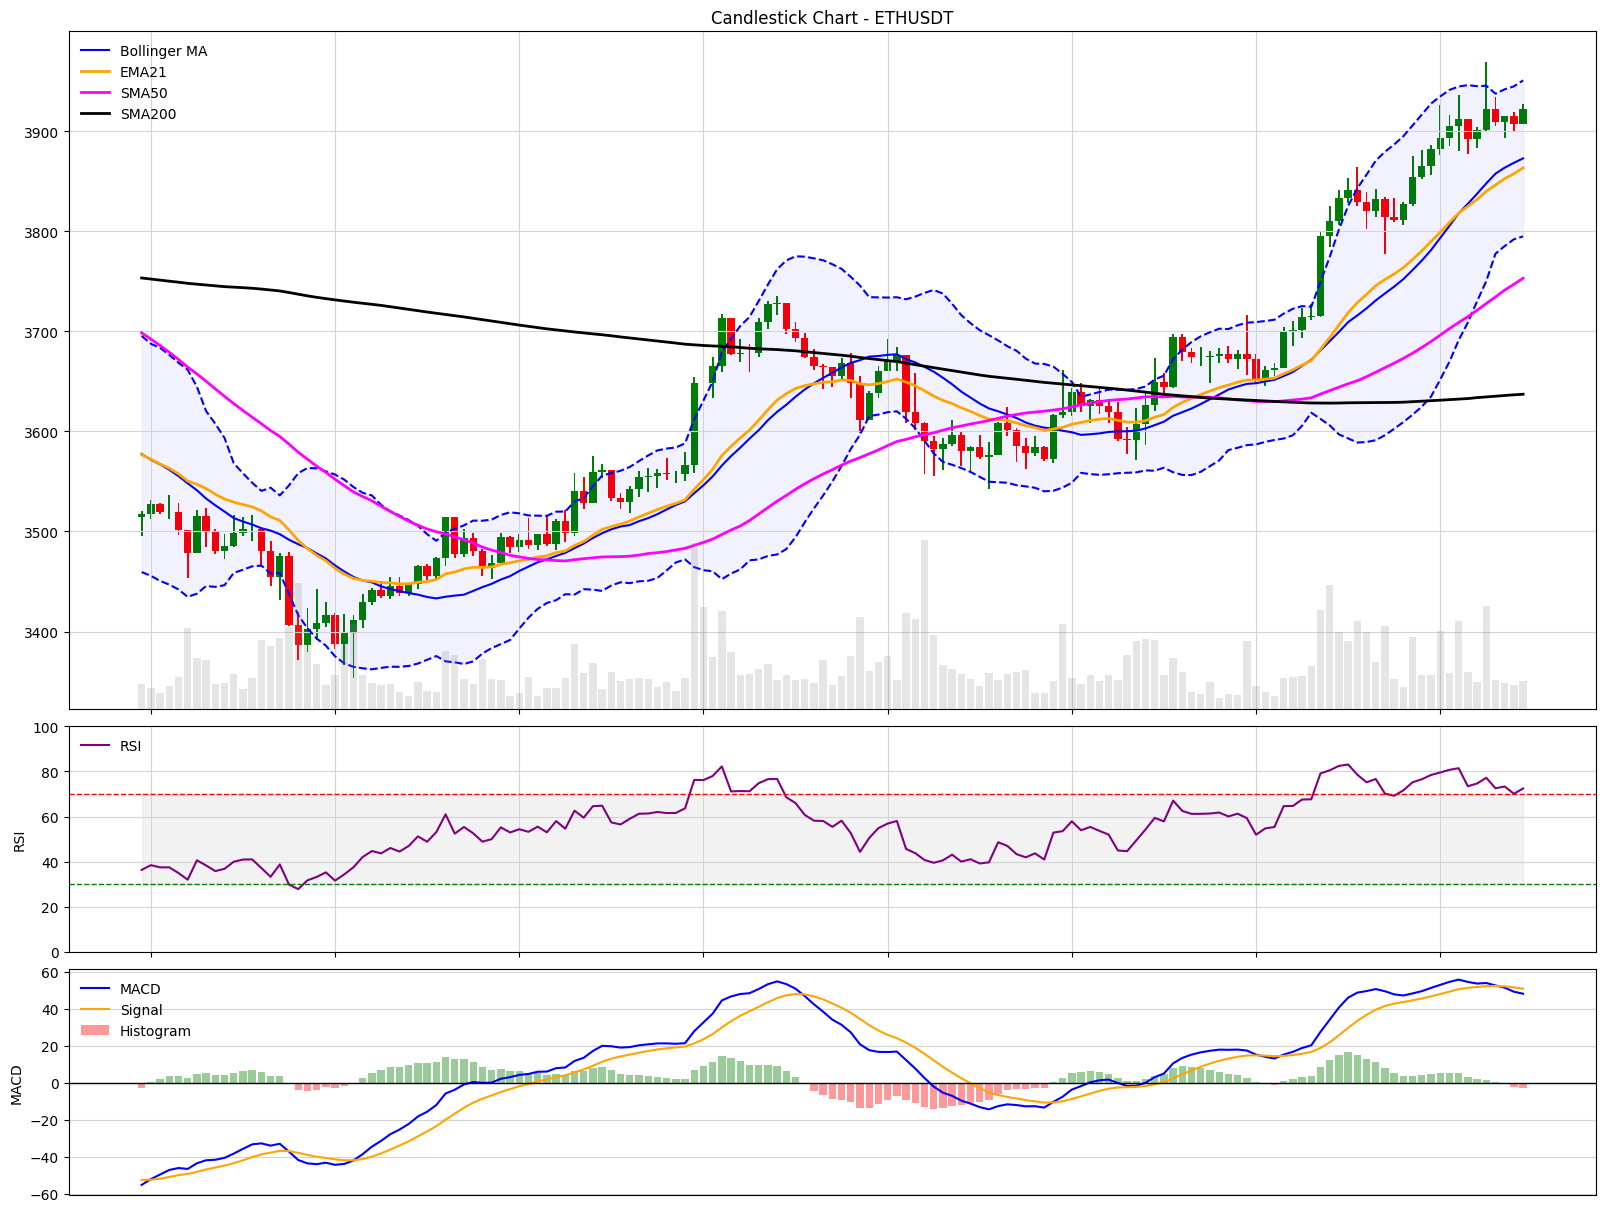 Candlestick Chart - ETHUSDT
Bollinger MA
EMA21
SMA50
SMA200
3900
3800
3700
3600
3500
3400
RSI
100
80
60
40
20
0
RSI
MACD
Signal
Histogram
60
40
20
0
−20
−40
−60
MACD